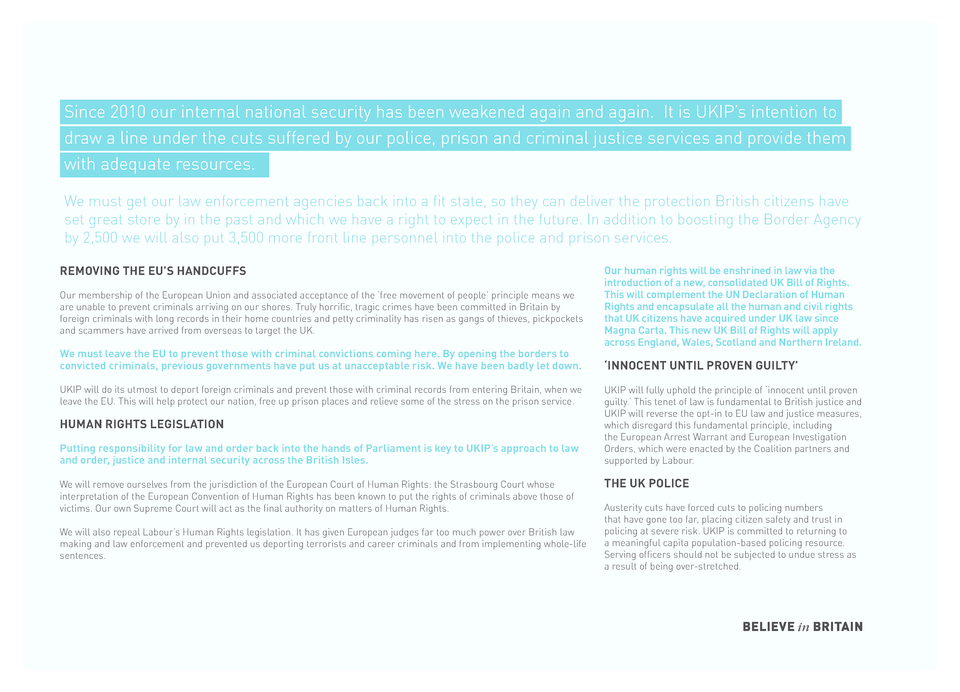 Since 2010 our internal national security has been weakened again and again. It is UKIP's intention to
draw a line under the cuts suffered by our police, prison and criminal justice services and provide them
with adequate resources.
We must get our law enforcement agencies back into a fit state, so they can deliver the protection British citizens have
set great store by in the past and which we have a right to expect in the future. In addition to boosting the Border Agency
by 2,500 we will also put 3,500 more front line personnel into the police and prison services.
REMOVING THE EU'S HANDCUFFS
Our membership of the European Union and associated acceptance of the 'free movement of people' principle means we
are unable to prevent criminals arriving on our shores. Truly horrific, tragic crimes have been committed in Britain by
foreign criminals with long records in their home countries and petty criminality has risen as gangs of thieves, pickpockets
and scammers have arrived from overseas to target the UK.
We must leave the EU to prevent those with criminal convictions coming here. By opening the borders to
convicted criminals, previous governments have put us at unacceptable risk. We have been badly let down.
UKIP will do its utmost to deport foreign criminals and prevent those with criminal records from entering Britain, when we
leave the EU. This will help protect our nation, free up prison places and relieve some of the stress on the prison service.
HUMAN RIGHTS LEGISLATION
Putting responsibility for law and order back into the hands of Parliament is key to UKIP's approach to law
and order, justice and internal security across the British Isles.
We will remove ourselves from the jurisdiction of the European Court of Human Rights: the Strasbourg Court whose
interpretation of the European Convention of Human Rights has been known to put the rights of criminals above those of
victims. Our own Supreme Court will act as the final authority on matters of Human Rights.
We will also repeal Labour's Human Rights legislation. It has given European judges far too much power over British law
making and law enforcement and prevented us deporting terrorists and career criminals and from implementing whole-life
sentences.
Our human rights will be enshrined in law via the
introduction of a new, consolidated UK Bill of Rights.
This will complement the UN Declaration of Human
Rights and encapsulate all the human and civil rights
that UK citizens have acquired under UK law since
Magna Carta. This new UK Bill of Rights will apply
across England, Wales, Scotland and Northern Ireland.
'INNOCENT UNTIL PROVEN GUILTY'
UKIP will fully uphold the principle of 'innocent until proven
guilty.' This tenet of law is fundamental to British justice and
UKIP will reverse the opt-in to EU law and justice measures,
which disregard this fundamental principle, including
the European Arrest Warrant and European Investigation
Orders, which were enacted by the Coalition partners and
supported by Labour.
THE UK POLICE
Austerity cuts have forced cuts to policing numbers
that have gone too far, placing citizen safety and trust in
policing at severe risk. UKIP is committed to returning to
a meaningful capita population-based policing resource.
Serving officers should not be subjected to undue stress as
a result of being over-stretched.
BELIEVE in BRITAIN